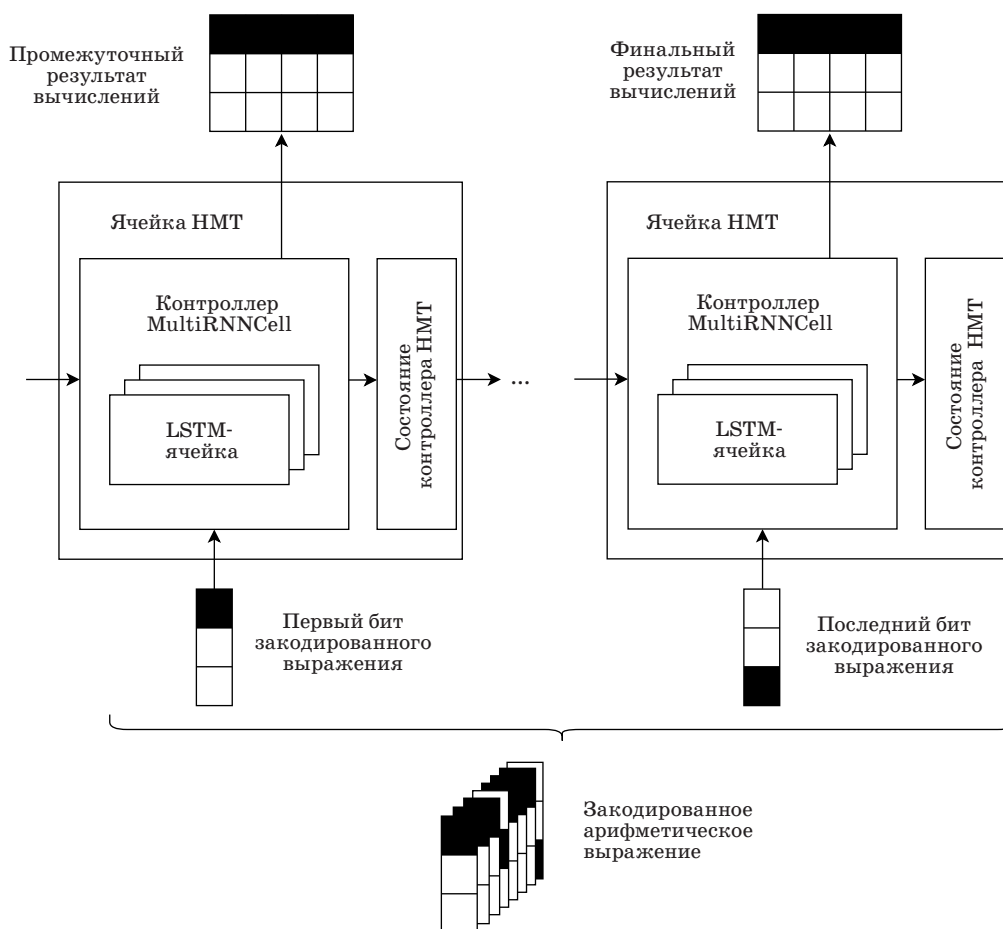 Промежуточный
результат
вычислений
Финальный
результат
вычислений
Ячейка НМТ
Контроллер
MultiRNNCell
LSTM-
ячейка
Состояние
контроллера НМТ
...
Ячейка НМТ
Контроллер
MultiRNNCell
LSTM-
ячейка
Состояние
контроллера НМТ
Первый бит
закодированного
выражения
Последний бит
закодированного
выражения
Закодированное
арифметическое
выражение